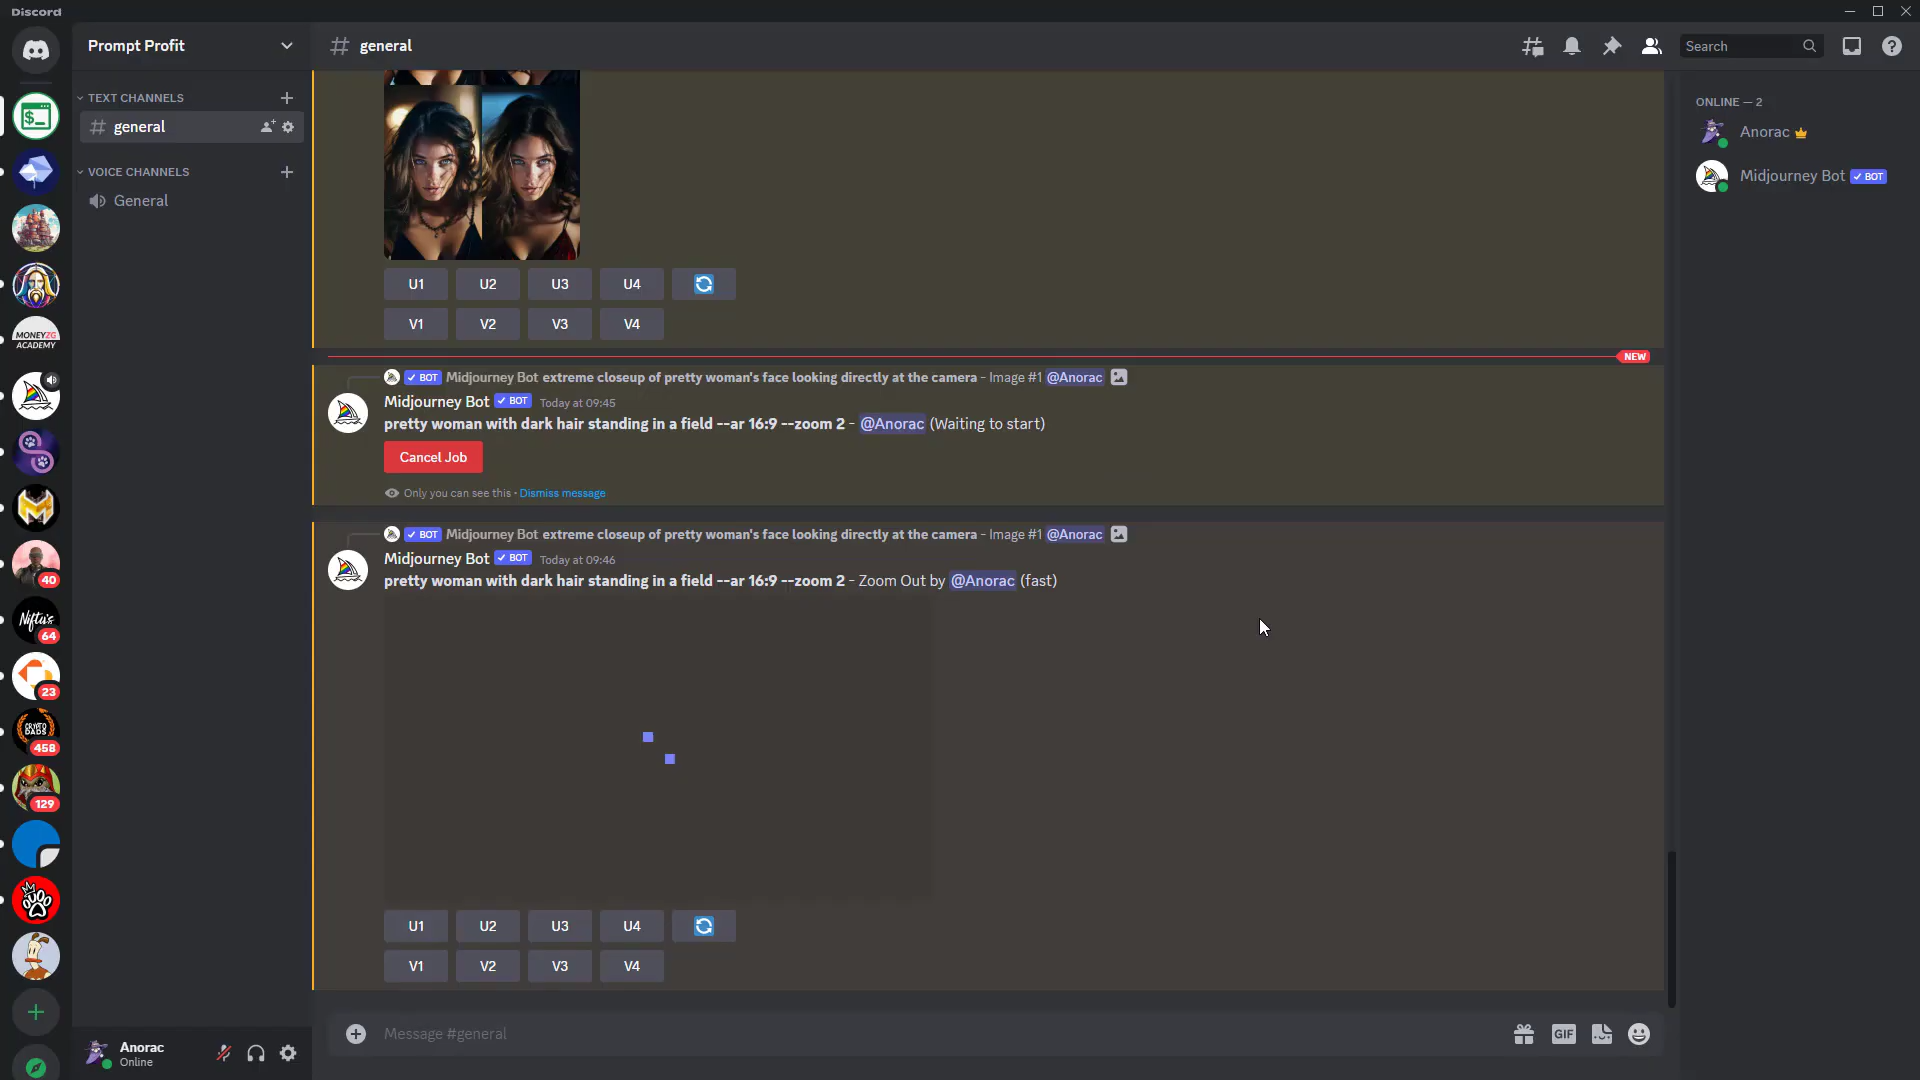 Discord
Prompt Profit
general
Search
TEXT CHANNELS
general
VOICE CHANNELS
General
MONEYZG
ACADEMY
40
Niftus
64
23
CRYPTO
DADS
458
129
Anorac
Online
U1 U2 U3 U4
V1 V2 V3 V4
NEW
BOT Midjourney Bot extreme closeup of pretty woman's face looking directly at the camera - Image #1 @Anorac
Midjourney Bot BOT Today at 09:45
pretty woman with dark hair standing in a field --ar 16:9 --zoom 2 - @Anorac (Waiting to start)
Cancel Job
Only you can see this • Dismiss message
BOT Midjourney Bot extreme closeup of pretty woman's face looking directly at the camera - Image #1 @Anorac
Midjourney Bot BOT Today at 09:46
pretty woman with dark hair standing in a field --ar 16:9 --zoom 2 - Zoom Out by @Anorac (fast)
U1 U2 U3 U4
V1 V2 V3 V4
Message #general
GIF
ONLINE — 2
Anorac
Midjourney Bot BOT